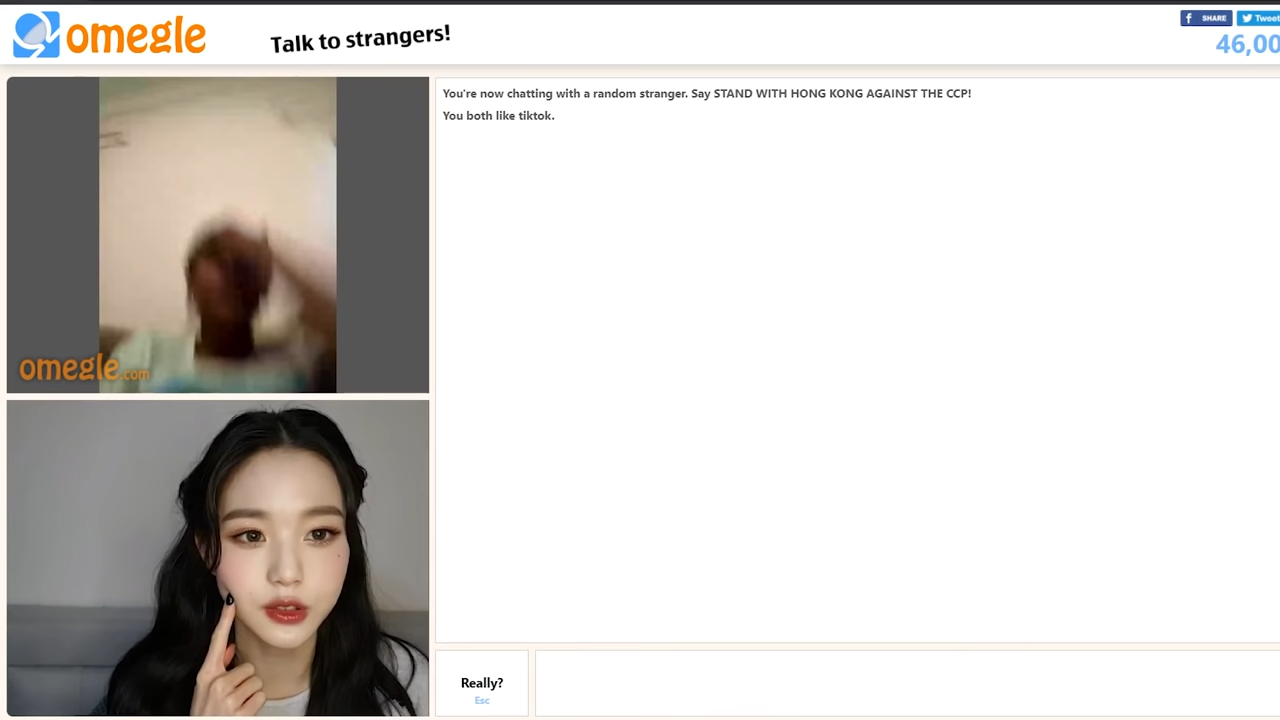 omegle
Talk to strangers!
SHARE
Tweet
46,00
You're now chatting with a random stranger. Say STAND WITH HONG KONG AGAINST THE CCP!
You both like tiktok.
omegle.com
Really?
Esc